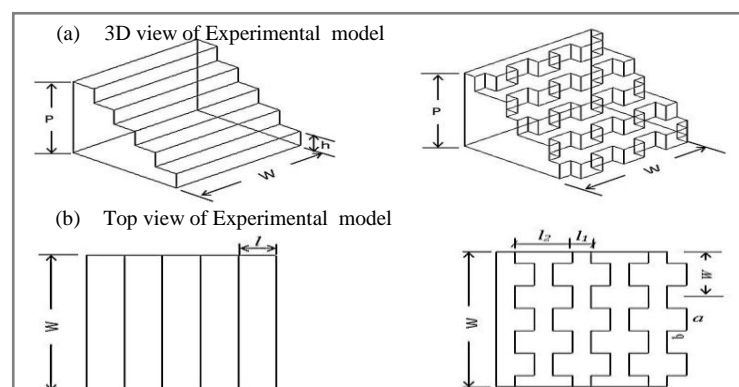 (a) 3D view of Experimental model
P
h
W
P
W
(b) Top view of Experimental model
l
W
l2 l1
W
W
a
b